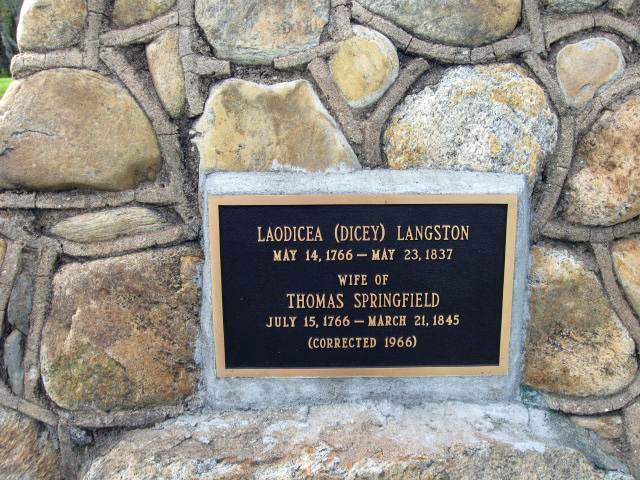 LAODICEA (DICEY) LANGSTON
MAY 14, 1766 — MAY 23, 1837
WIFE OF
THOMAS SPRINGFIELD
JULY 15, 1766 — MARCH 21, 1845
(CORRECTED 1966)